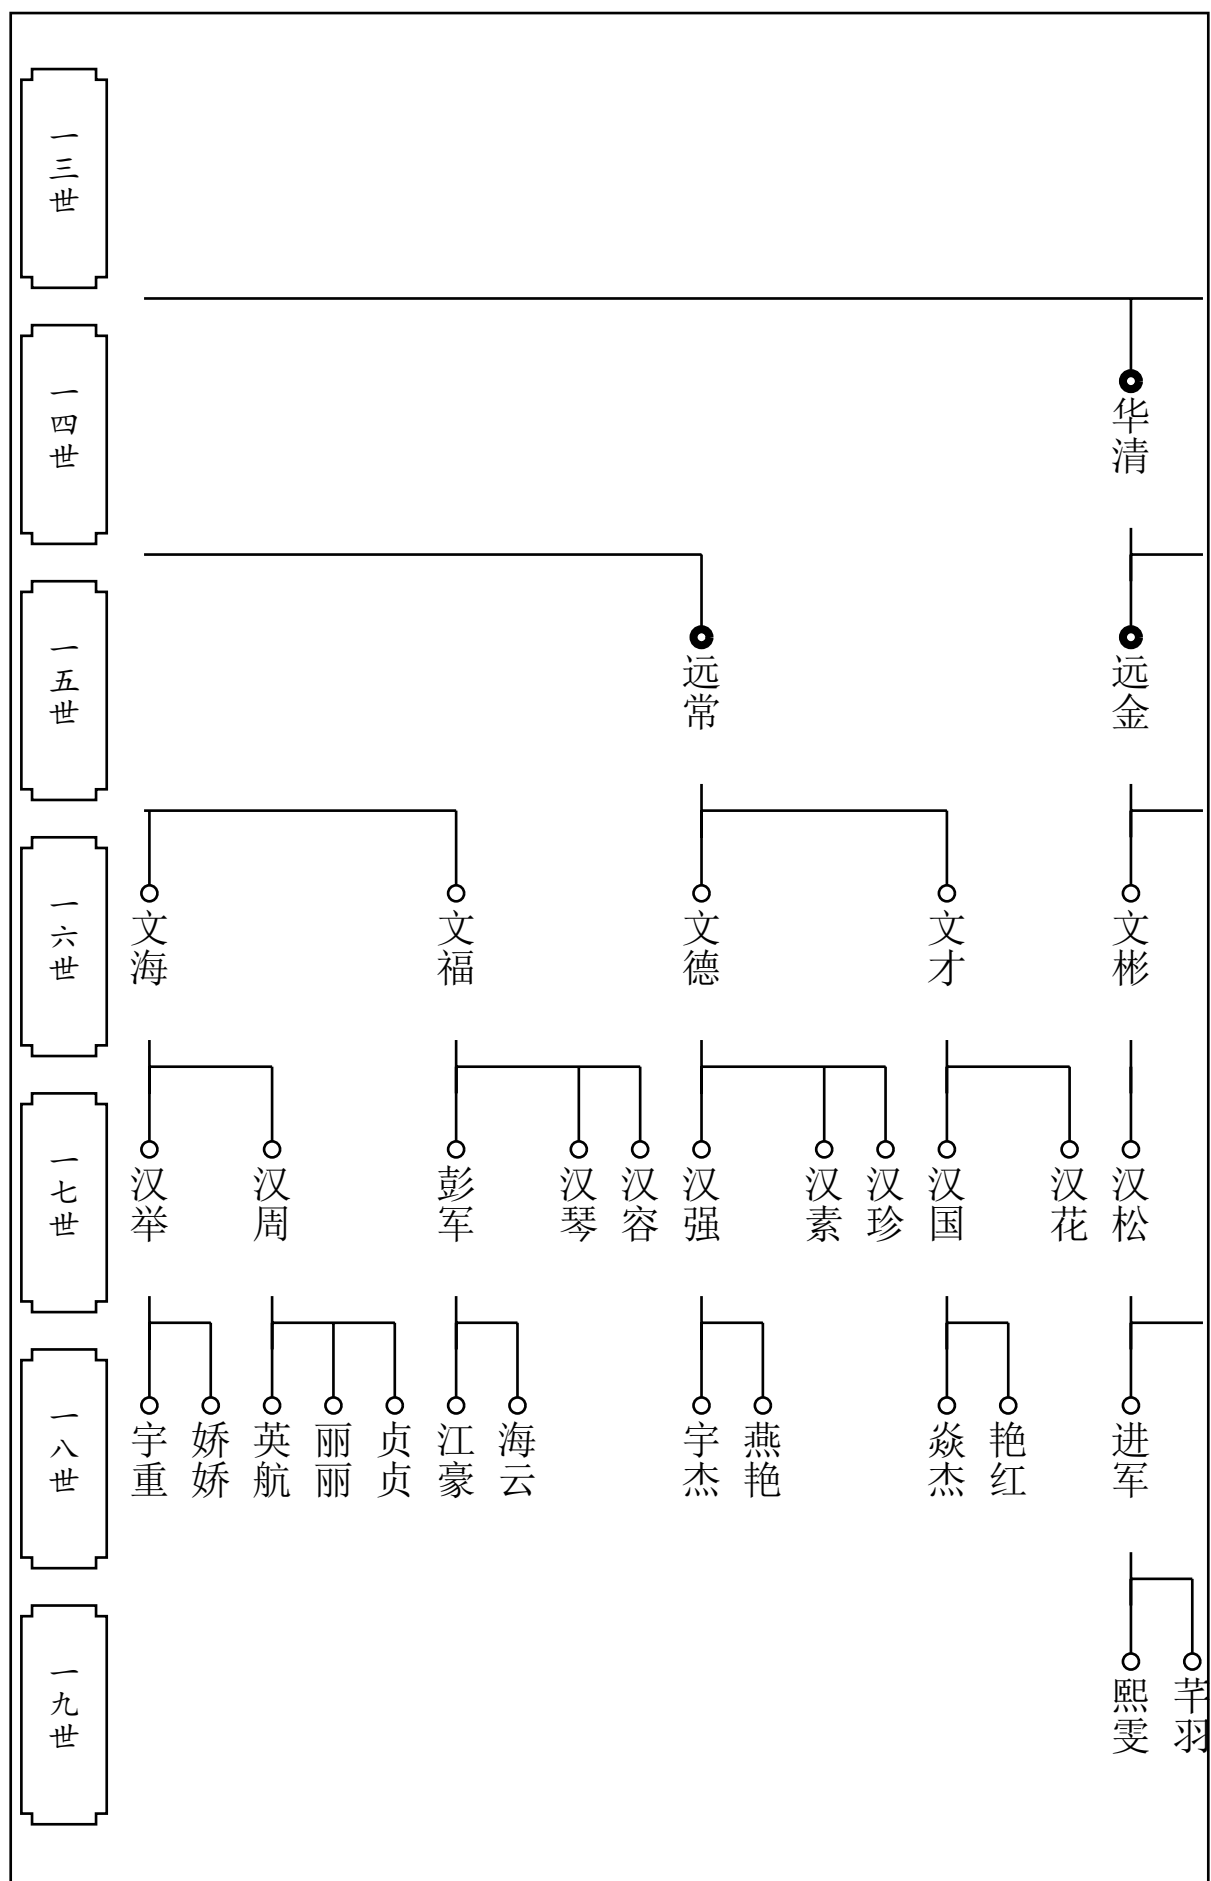 一三世
一四世
华清
一五世
远常
远金
一六世
文海
文福
文德
文才
文彬
一七世
汉举
汉周
彭军
汉琴
汉容
汉强
汉素
汉珍
汉国
汉花
汉松
一八世
宇重
娇娇
英航
丽丽
贞贞
江豪
海云
宇杰
燕艳
焱杰
艳红
进军
一九世
熙雯
芊羽